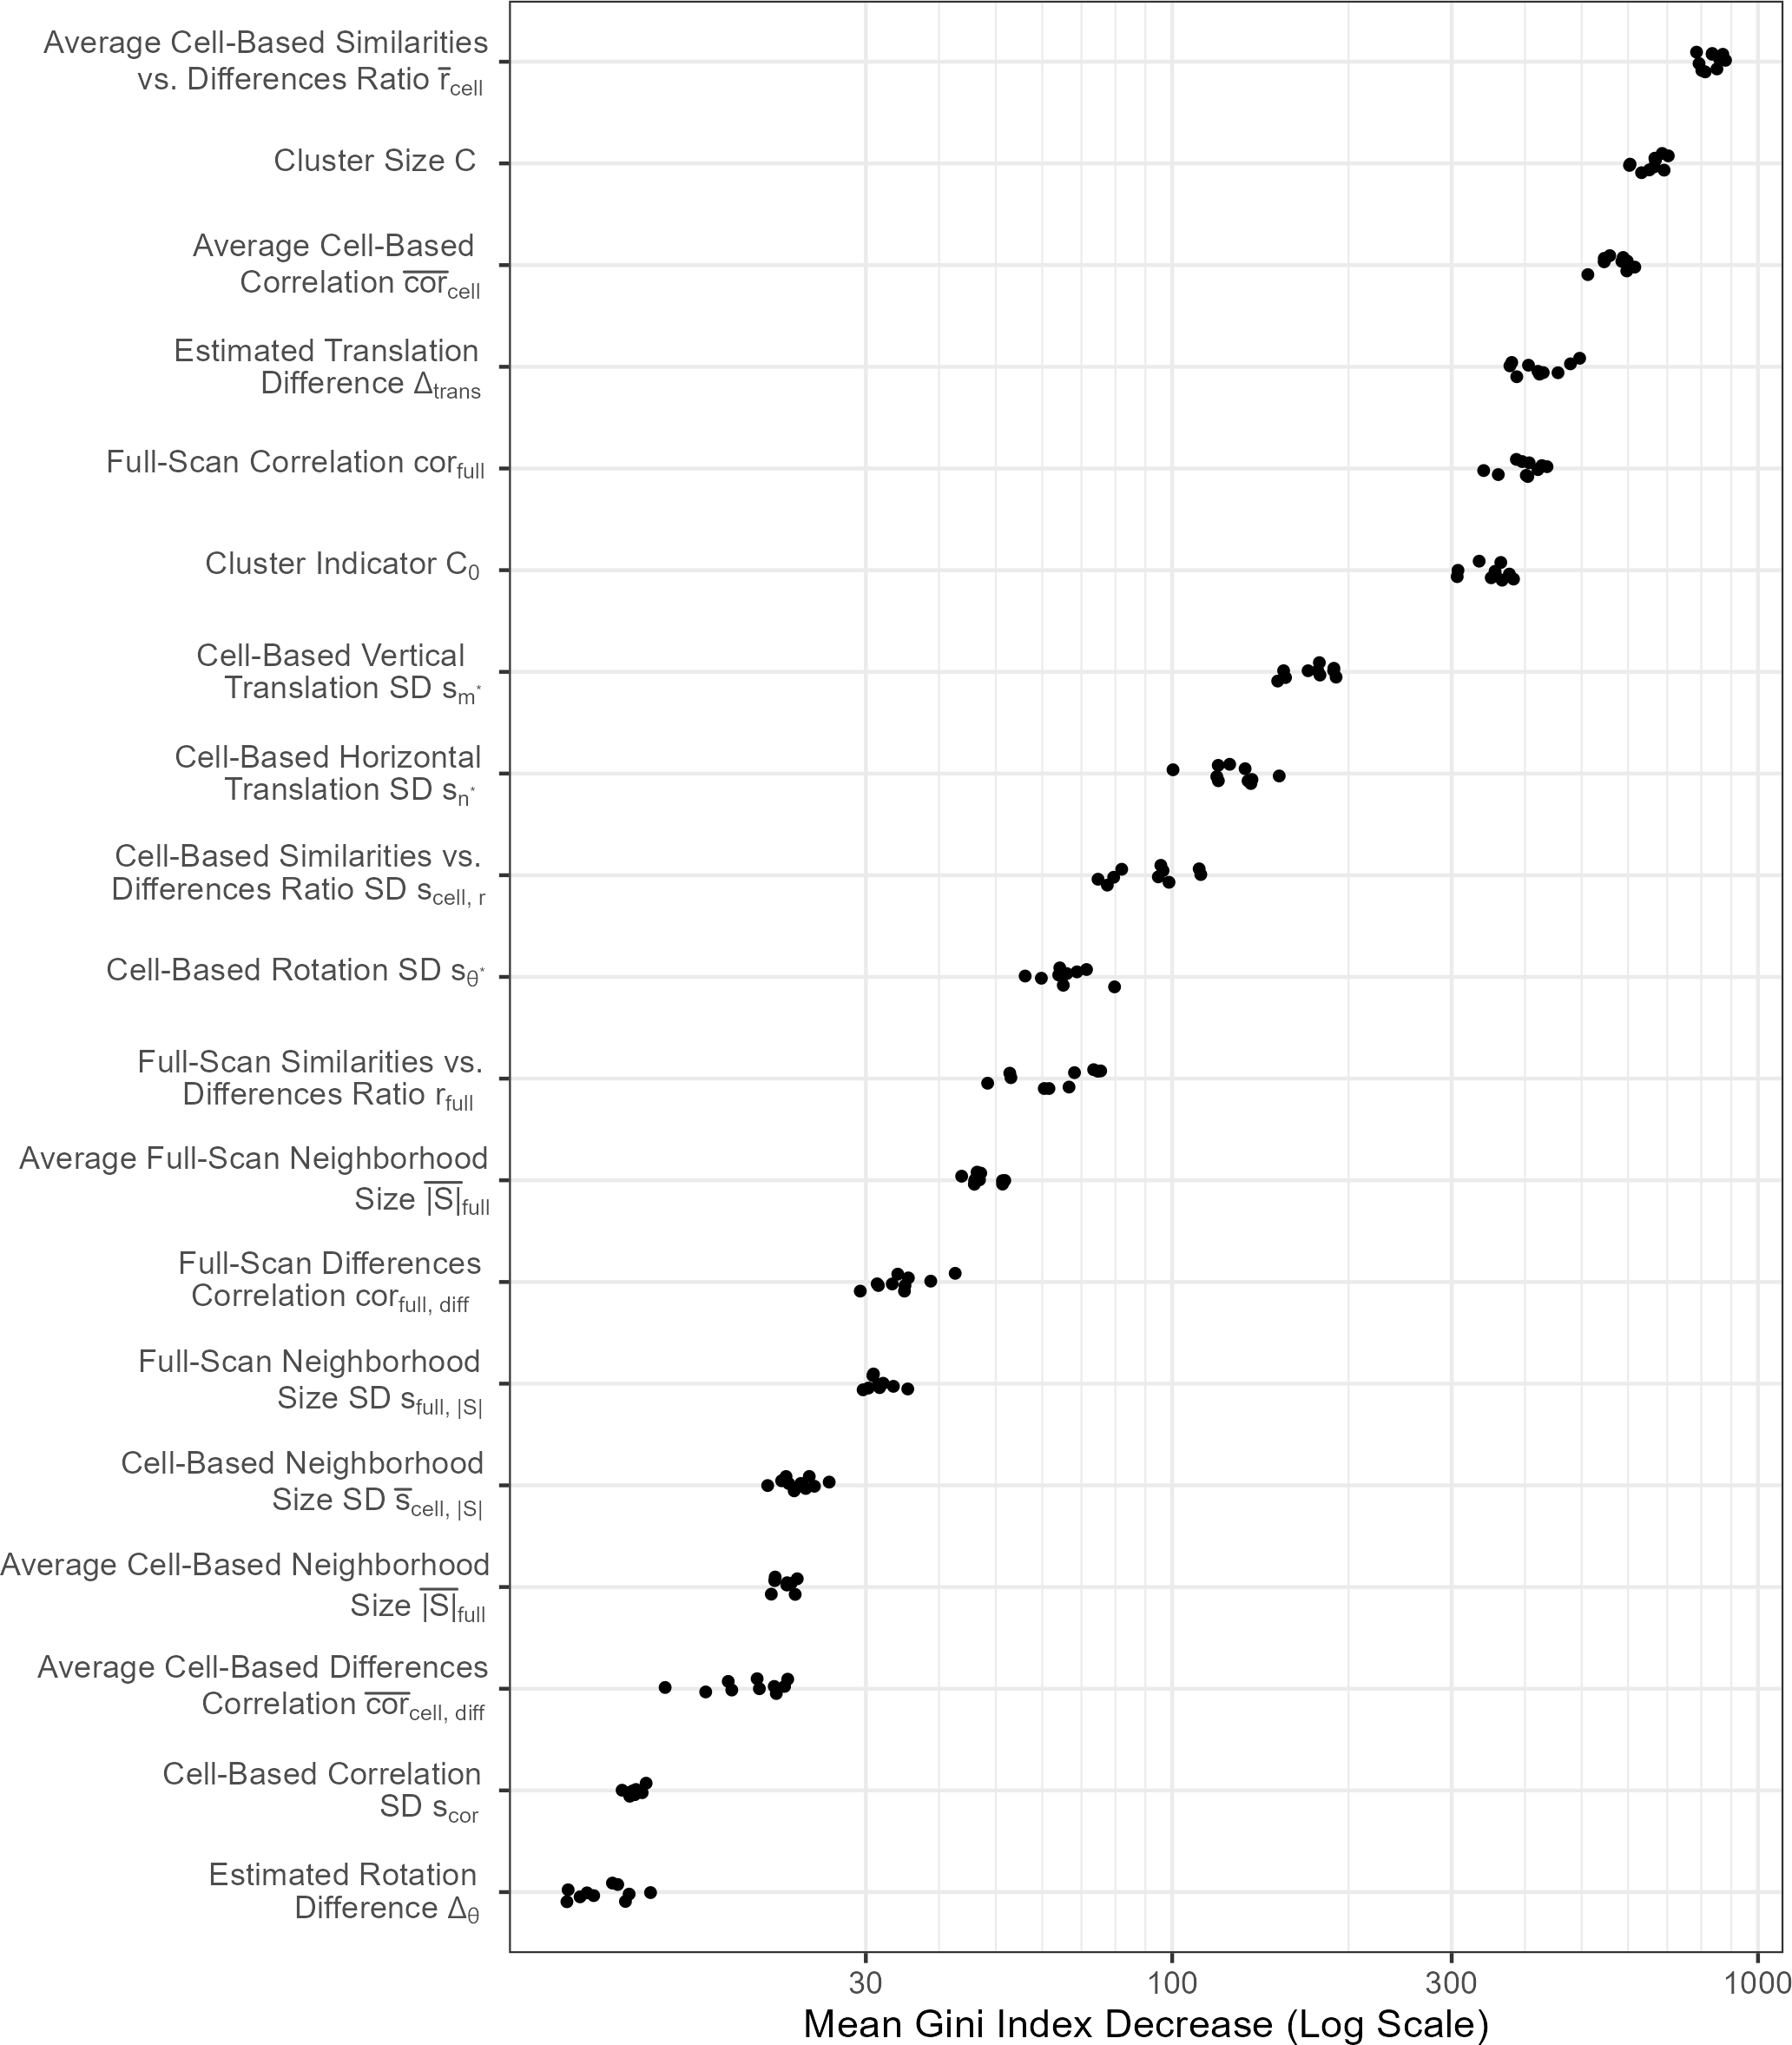 Average Cell-Based Similarities
vs. Differences Ratio r̅cell
Cluster Size C
Average Cell-Based
Correlation c̅o̅r̅cell
Estimated Translation
Difference Δtrans
Full-Scan Correlation corfull
Cluster Indicator C₀
Cell-Based Vertical
Translation SD sm*
Cell-Based Horizontal
Translation SD sn*
Cell-Based Similarities vs.
Differences Ratio SD scell, r
Cell-Based Rotation SD sθ*
Full-Scan Similarities vs.
Differences Ratio rfull
Average Full-Scan Neighborhood
Size |S|̅full
Full-Scan Differences
Correlation corfull, diff
Full-Scan Neighborhood
Size SD sfull, |S|
Cell-Based Neighborhood
Size SD s̅cell, |S|
Average Cell-Based Neighborhood
Size |S|̅full
Average Cell-Based Differences
Correlation c̅o̅r̅cell, diff
Cell-Based Correlation
SD scor
Estimated Rotation
Difference Δθ
30 100 300 1000
Mean Gini Index Decrease (Log Scale)